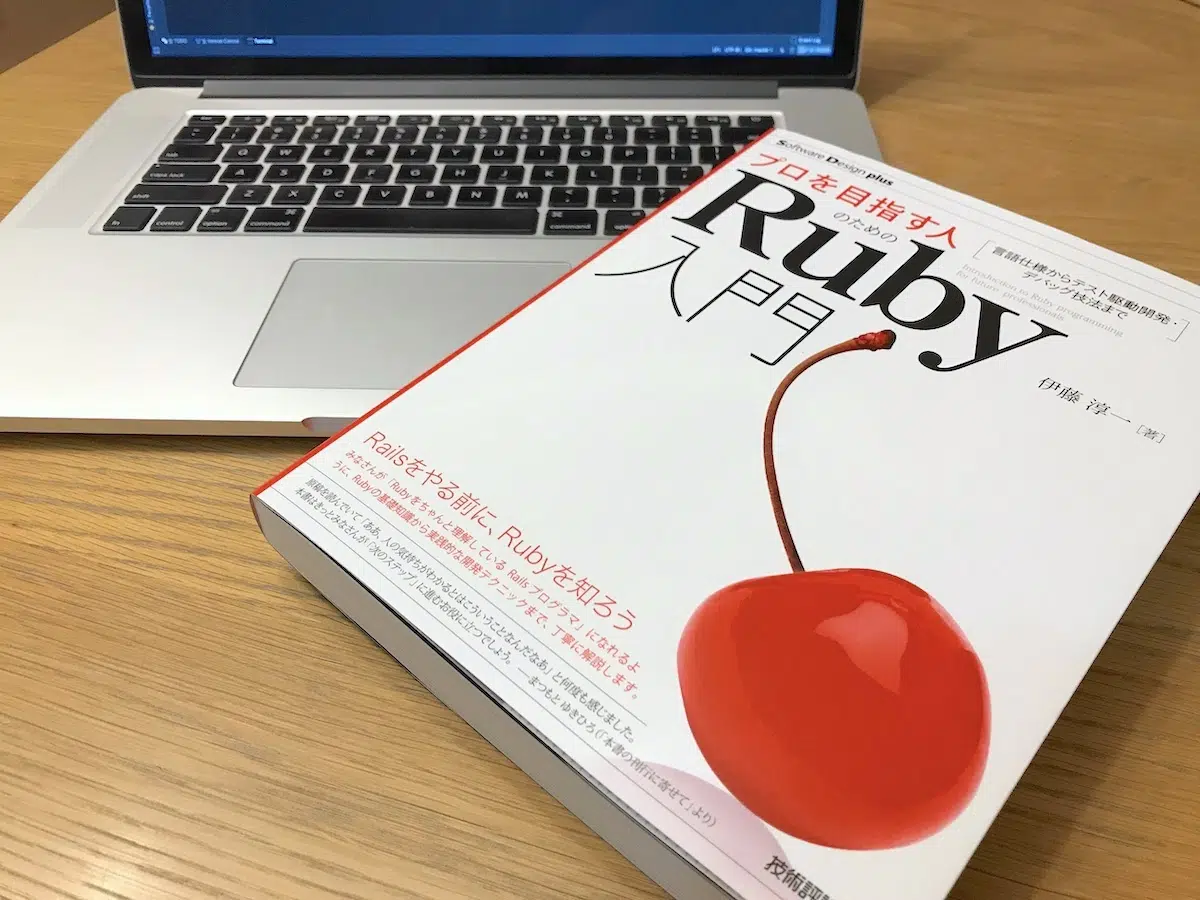 Terminal
tab
Q W E R T Y U I O P
caps lock
A S D F G H J K L
shift
Z X C V B N M
fn control option command command option
Software Design plus
プロを目指す人
のための
Ruby
入門
言語仕様からテスト駆動開発・
デバッグ技法まで
Introduction to Ruby programming
for future professionals
伊藤 淳一 [著]
Railsをやる前に、Rubyを知ろう
みなさんが「Rubyをちゃんと理解しているRailsプログラマ」になれるよ
うに、Rubyの基礎知識から実践的な開発テクニックまで、丁寧に解説します。
原稿を読んでいて「ああ、人の気持ちがわかるとはこういうことなんだなあ」と何度も感じました。
本書はきっとみなさんが「次のステップ」に進むお役に立つでしょう。
——まつもと ゆきひろ(「本書の刊行に寄せて」より)
技術評